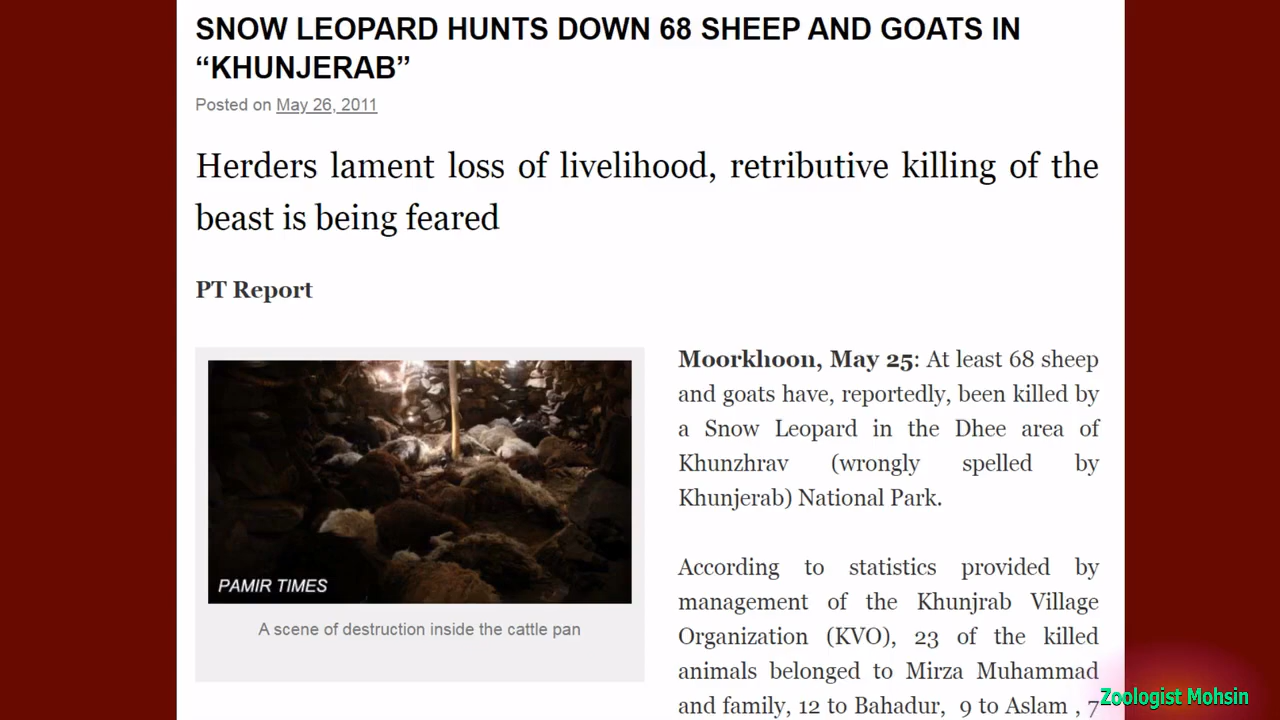 SNOW LEOPARD HUNTS DOWN 68 SHEEP AND GOATS IN
“KHUNJERAB”
Posted on May 26, 2011
Herders lament loss of livelihood, retributive killing of the
beast is being feared
PT Report
PAMIR TIMES
A scene of destruction inside the cattle pan
Moorkhoon, May 25: At least 68 sheep
and goats have, reportedly, been killed by
a Snow Leopard in the Dhee area of
Khunzhrav (wrongly spelled by
Khunjerab) National Park.
According to statistics provided by
management of the Khunjrab Village
Organization (KVO), 23 of the killed
animals belonged to Mirza Muhammad
and family, 12 to Bahadur, 9 to Aslam , 7
Zoologist Mohsin